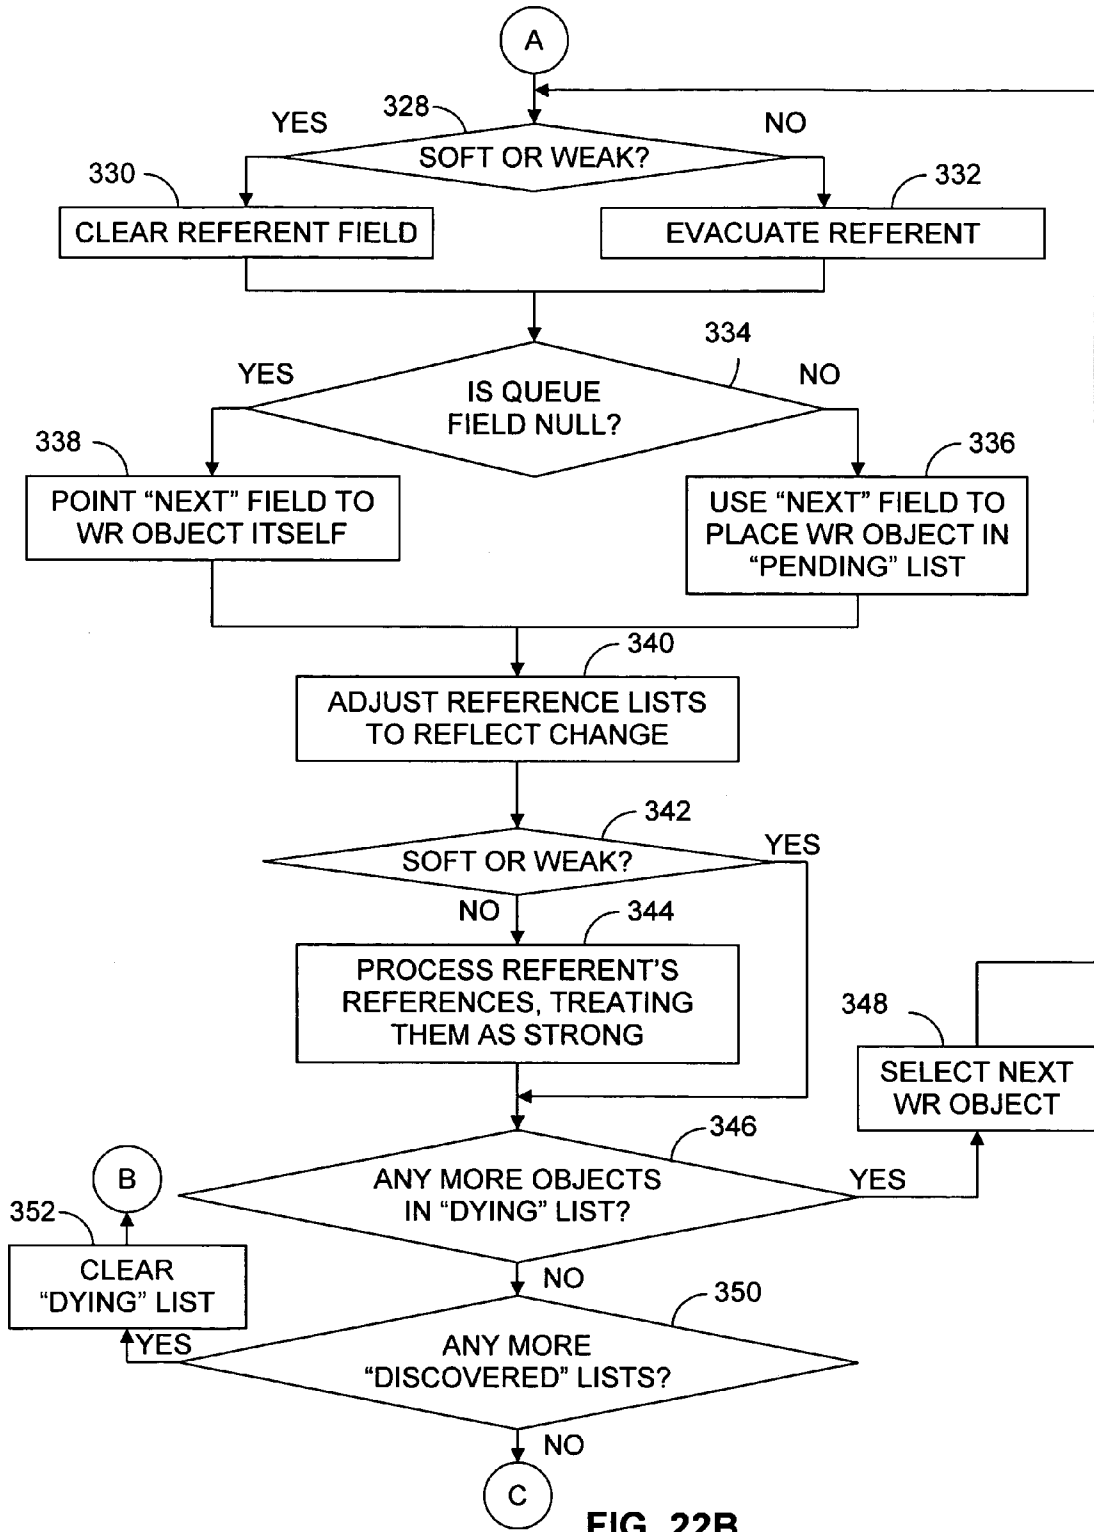 A
328
YES
NO
SOFT OR WEAK?
330
332
CLEAR REFERENT FIELD
EVACUATE REFERENT
334
YES
NO
IS QUEUE
FIELD NULL?
338
336
POINT “NEXT” FIELD TO
WR OBJECT ITSELF
USE “NEXT” FIELD TO
PLACE WR OBJECT IN
“PENDING” LIST
340
ADJUST REFERENCE LISTS
TO REFLECT CHANGE
342
SOFT OR WEAK?
YES
NO
344
PROCESS REFERENT’S
REFERENCES, TREATING
THEM AS STRONG
348
SELECT NEXT
WR OBJECT
346
ANY MORE OBJECTS
IN “DYING” LIST?
YES
B
352
CLEAR
“DYING” LIST
NO
350
YES
ANY MORE
“DISCOVERED” LISTS?
NO
C
FIG. 22B